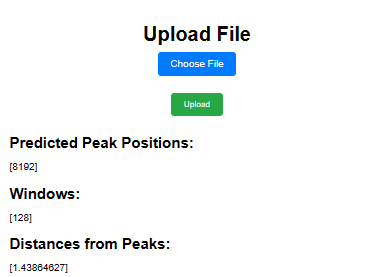 Upload File
Choose File
Upload
Predicted Peak Positions:
[8192]
Windows:
[128]
Distances from Peaks:
[1.43864627]